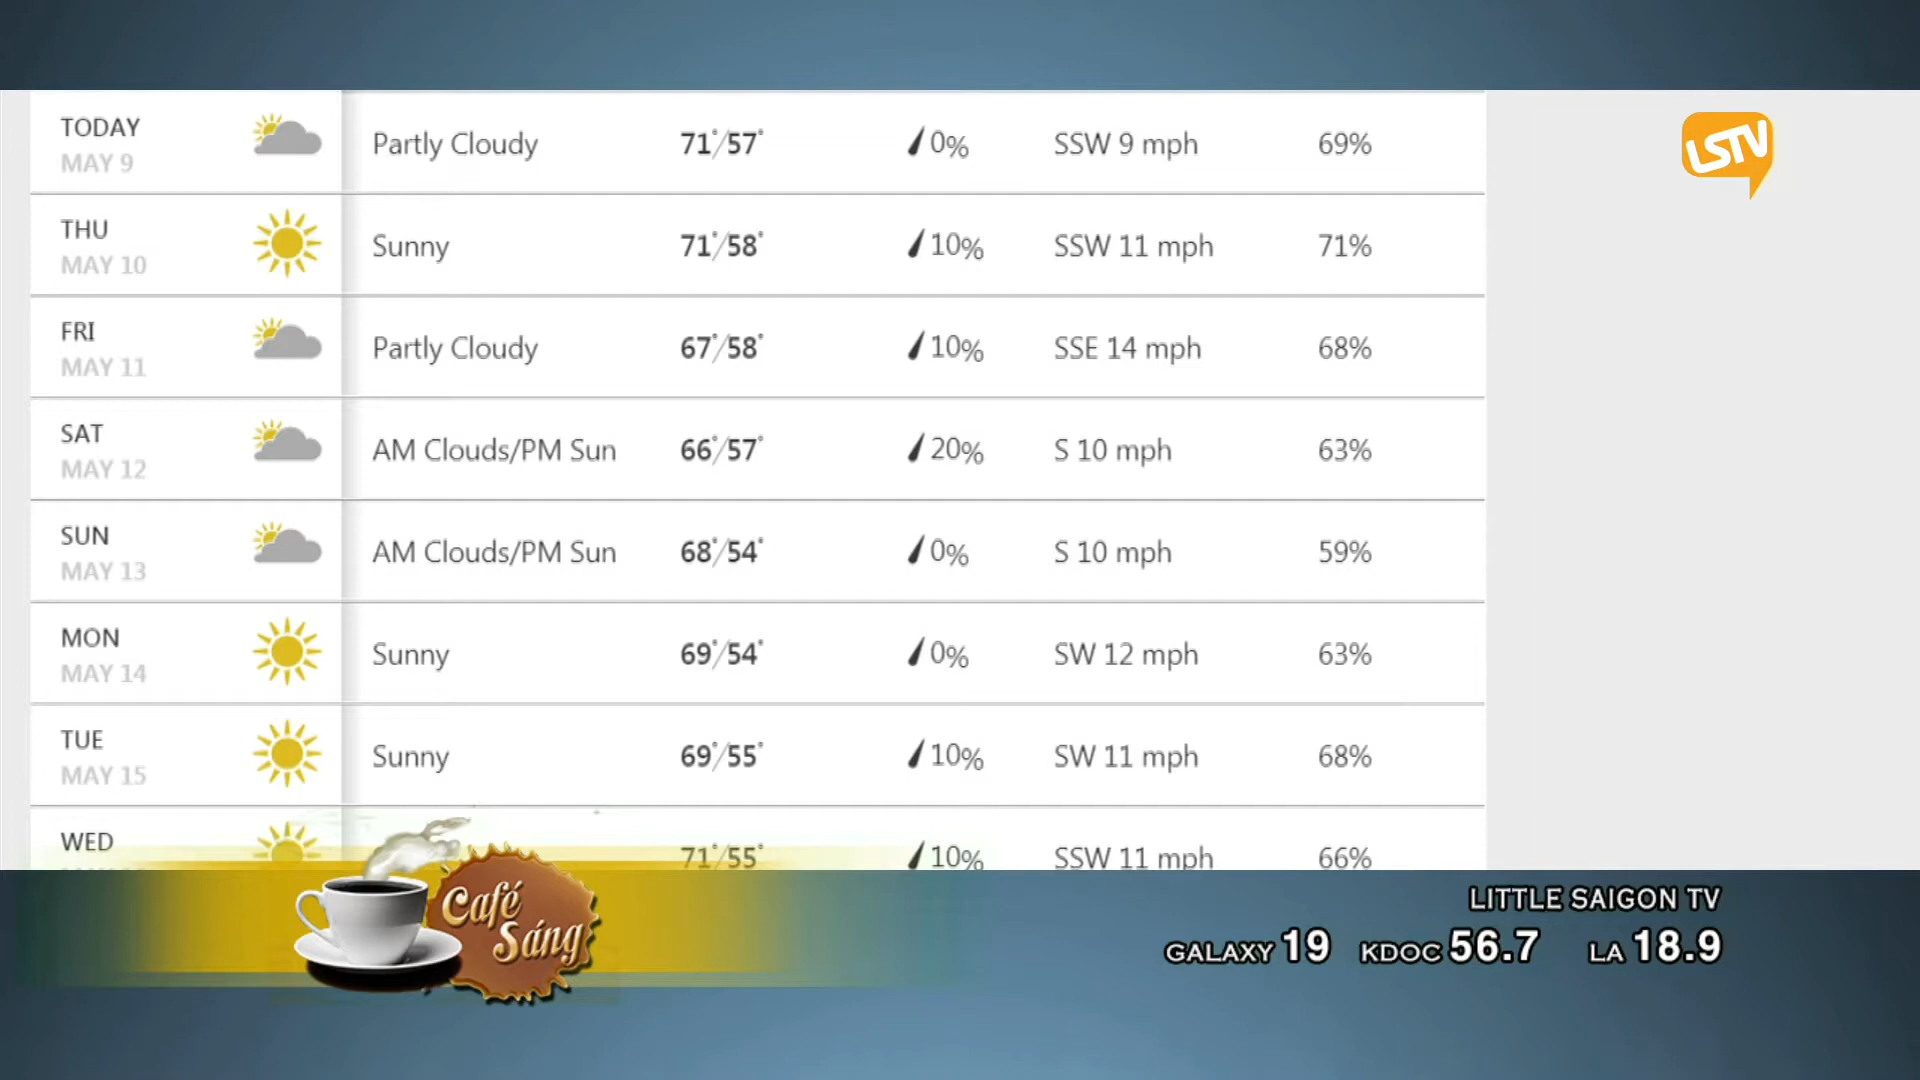 TODAY
MAY 9
Partly Cloudy 71°/57° 0% SSW 9 mph 69%
LSTV
THU
MAY 10
Sunny 71°/58° 10% SSW 11 mph 71%
FRI
MAY 11
Partly Cloudy 67°/58° 10% SSE 14 mph 68%
SAT
MAY 12
AM Clouds/PM Sun 66°/57° 20% S 10 mph 63%
SUN
MAY 13
AM Clouds/PM Sun 68°/54° 0% S 10 mph 59%
MON
MAY 14
Sunny 69°/54° 0% SW 12 mph 63%
TUE
MAY 15
Sunny 69°/55° 10% SW 11 mph 68%
WED
71°/55° 10% SSW 11 mph 66%
Café
Sáng
LITTLE SAIGON TV
GALAXY 19 KDOC 56.7 LA 18.9